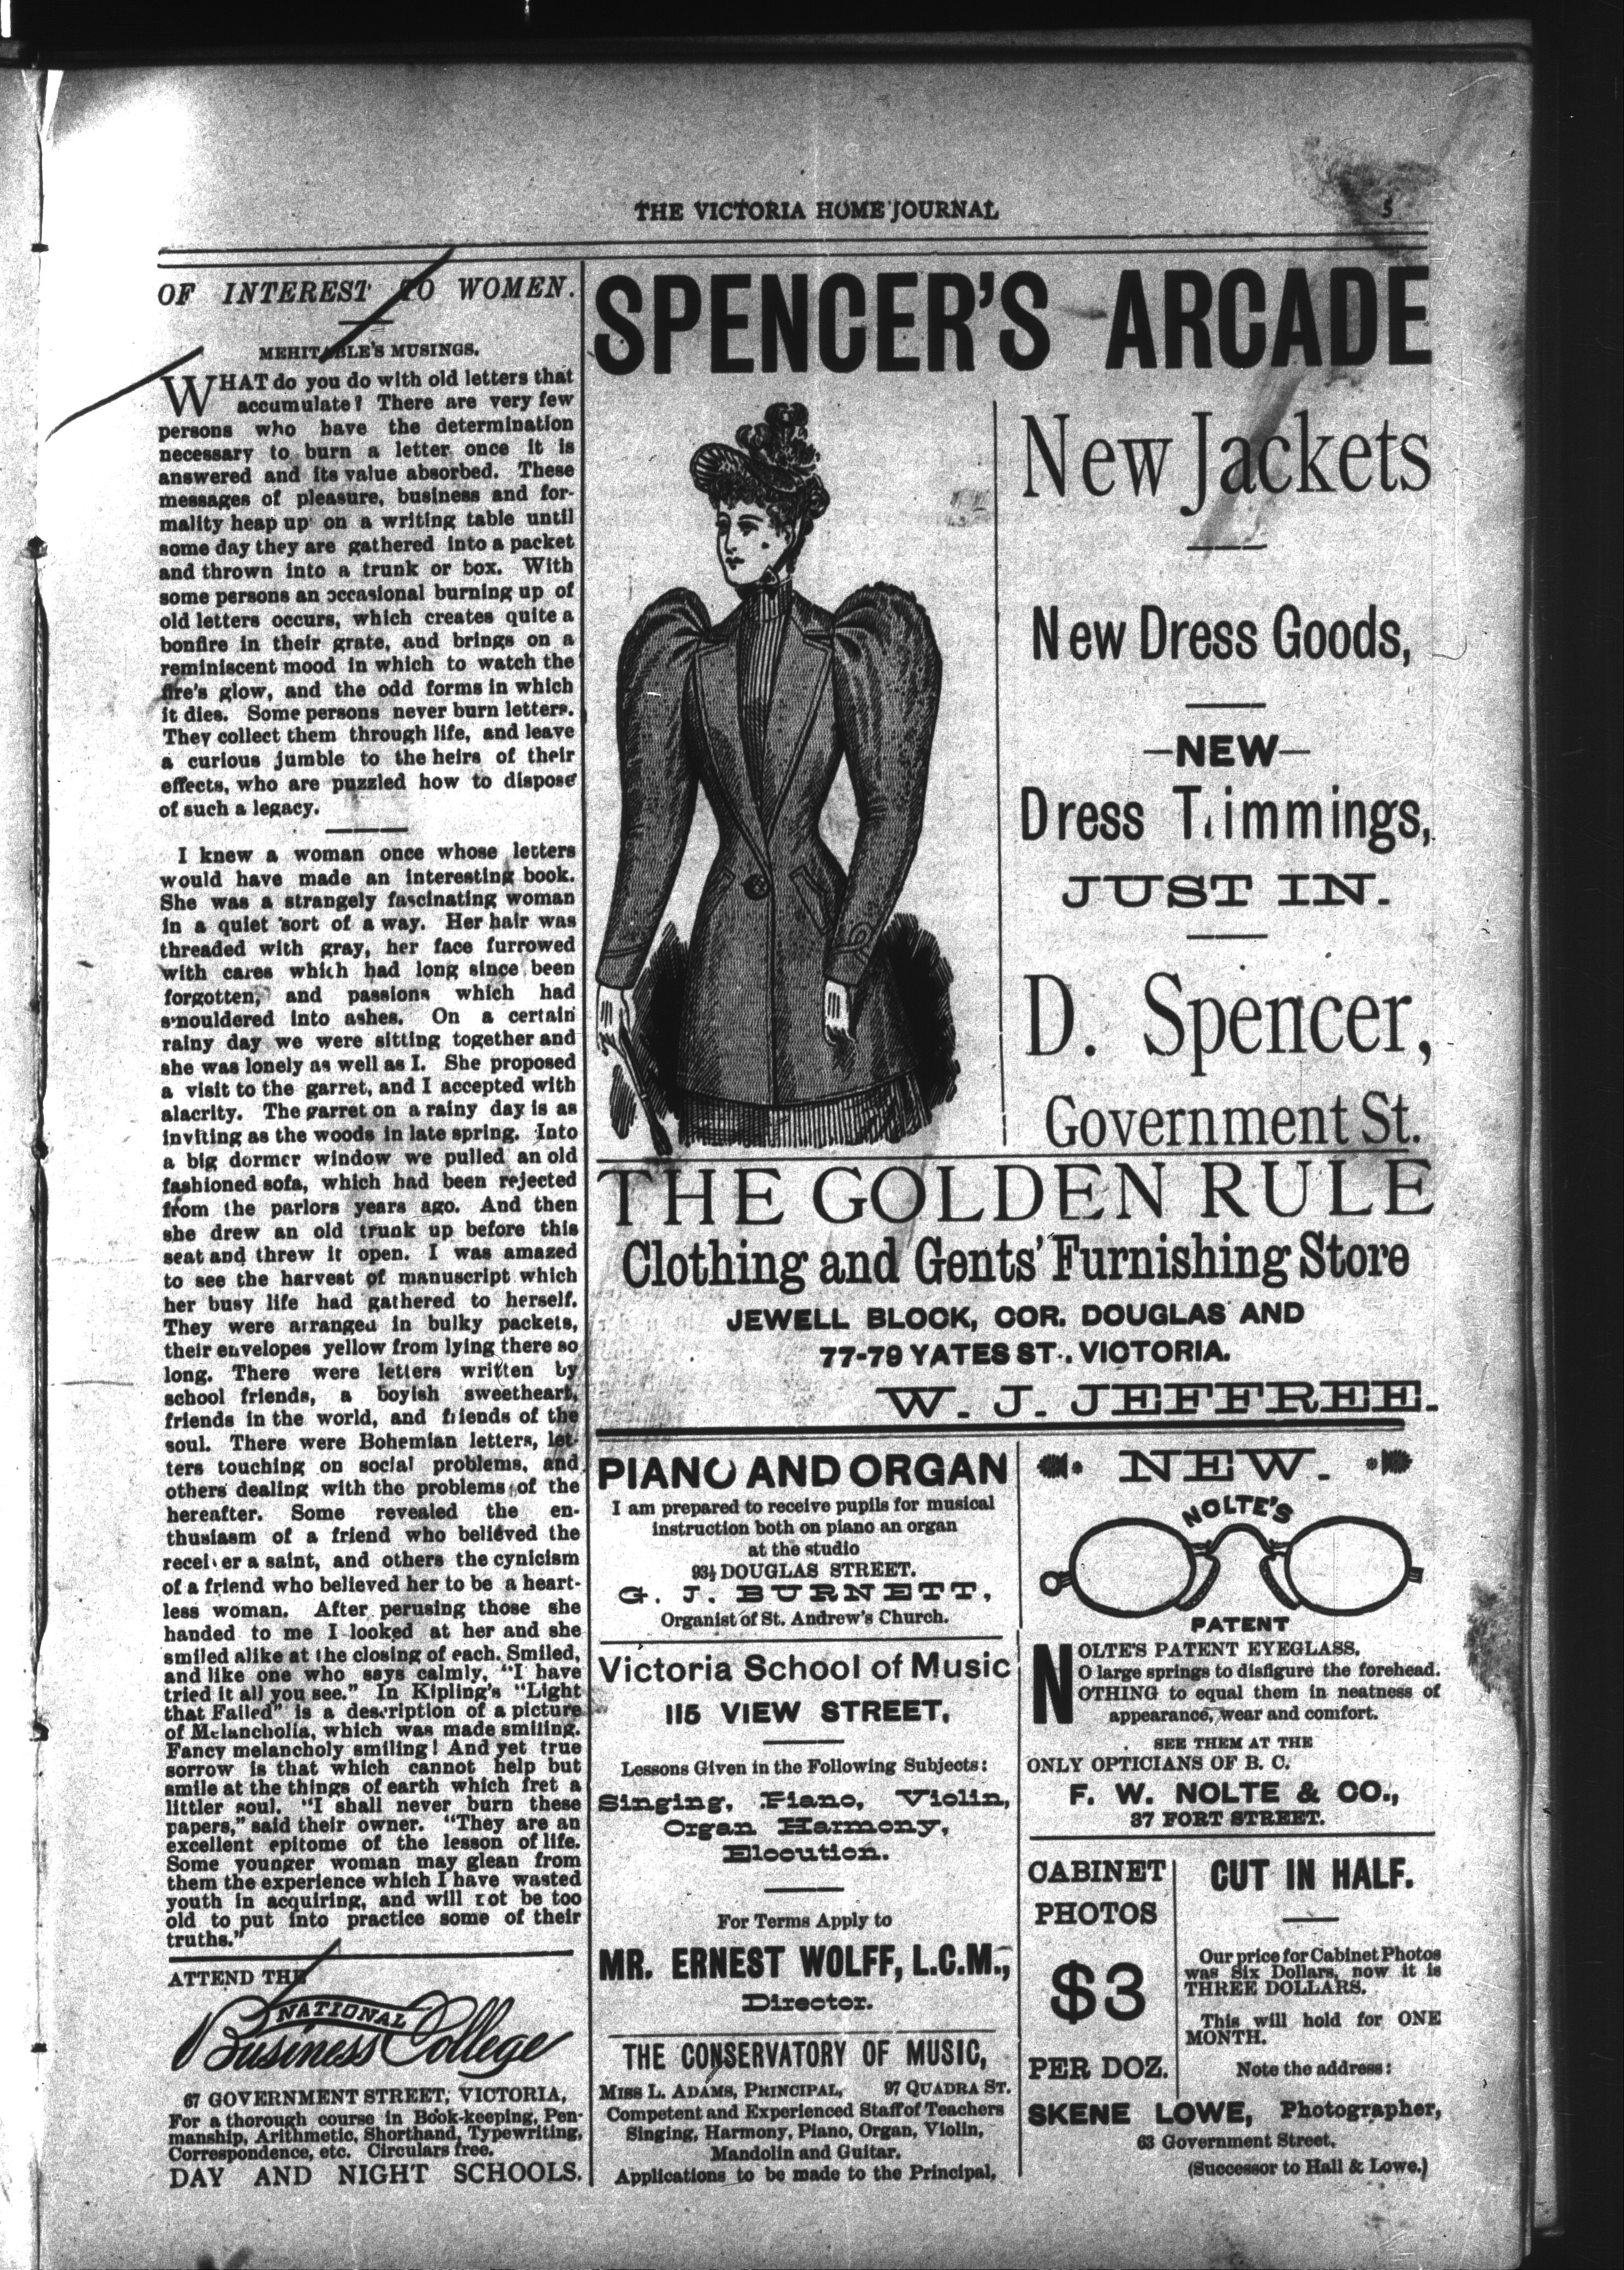 THE VICTORIA HOME JOURNAL
5
OF INTEREST TO WOMEN.
MEHITABLE'S MUSINGS.
WHAT do you do with old letters that
accumulate? There are very few
persons who have the determination
necessary to burn a letter once it is
answered and its value absorbed. These
messages of pleasure, business and for-
mality heap up on a writing table until
some day they are gathered into a packet
and thrown into a trunk or box. With
some persons an occasional burning up of
old letters occurs, which creates quite a
bonfire in their grate, and brings on a
reminiscent mood in which to watch the
fire's glow, and the odd forms in which
it dies. Some persons never burn letters.
They collect them through life, and leave
a curious jumble to the heirs of their
effects, who are puzzled how to dispose
of such a legacy.
I knew a woman once whose letters
would have made an interesting book.
She was a strangely fascinating woman
in a quiet sort of a way. Her hair was
threaded with gray, her face furrowed
with cares which had long since been
forgotten, and passions which had
smouldered into ashes. On a certain
rainy day we were sitting together and
she was lonely as well as I. She proposed
a visit to the garret, and I accepted with
alacrity. The garret on a rainy day is as
inviting as the woods in late spring. Into
a big dormer window we pulled an old
fashioned sofa, which had been rejected
from the parlors years ago. And then
she drew an old trunk up before this
seat and threw it open. I was amazed
to see the harvest of manuscript which
her busy life had gathered to herself.
They were arranged in bulky packets,
their envelopes yellow from lying there so
long. There were letters written by
school friends, a boyish sweetheart,
friends in the world, and friends of the
soul. There were Bohemian letters, let-
ters touching on social problems, and
others dealing with the problems of the
hereafter. Some revealed the en-
thusiasm of a friend who believed the
receiver a saint, and others the cynicism
of a friend who believed her to be a heart-
less woman. After perusing those she
handed to me I looked at her and she
smiled alike at the closing of each. Smiled,
and like one who says calmly, "I have
tried it all you see." In Kipling's "Light
that Failed" is a description of a picture
of Melancholia, which was made smiling.
Fancy melancholy smiling! And yet true
sorrow is that which cannot help but
smile at the things of earth which fret a
littler soul. "I shall never burn these
papers," said their owner. "They are an
excellent epitome of the lesson of life.
Some younger woman may glean from
them the experience which I have wasted
youth in acquiring, and will not be too
old to put into practice some of their
truths."
ATTEND THE
NATIONAL
Business College
67 GOVERNMENT STREET, VICTORIA,
For a thorough course in Book-keeping, Pen-
manship, Arithmetic, Shorthand, Typewriting,
Correspondence, etc. Circulars free.
DAY AND NIGHT SCHOOLS.
SPENCER'S ARCADE
New Jackets
New Dress Goods,
—NEW—
Dress Trimmings,
JUST IN.
D. Spencer,
Government St.
THE GOLDEN RULE
Clothing and Gents' Furnishing Store
JEWELL BLOCK, COR. DOUGLAS AND
77-79 YATES ST., VICTORIA.
W. J. JEFFREE.
PIANO AND ORGAN
I am prepared to receive pupils for musical
instruction both on piano an organ
at the studio
93½ DOUGLAS STREET.
G. J. BURNETT,
Organist of St. Andrew's Church.
Victoria School of Music
115 VIEW STREET,
Lessons Given in the Following Subjects:
Singing, Piano, Violin,
Organ Harmony,
Elocution.
For Terms Apply to
MR. ERNEST WOLFF, L.C.M.,
Director.
THE CONSERVATORY OF MUSIC,
MISS L. ADAMS, PRINCIPAL, 97 QUADRA ST.
Competent and Experienced Staff of Teachers
Singing, Harmony, Piano, Organ, Violin,
Mandolin and Guitar.
Applications to be made to the Principal.
NEW.
NOLTE'S
PATENT
NOLTE'S PATENT EYEGLASS.
NO large springs to disfigure the forehead.
NOTHING to equal them in neatness of
appearance, wear and comfort.
SEE THEM AT THE
ONLY OPTICIANS OF B. C.
F. W. NOLTE & CO.,
37 FORT STREET.
CABINET
PHOTOS
$3
PER DOZ.
CUT IN HALF.
Our price for Cabinet Photos
was Six Dollars, now it is
THREE DOLLARS.
This will hold for ONE
MONTH.
Note the address:
SKENE LOWE, Photographer,
63 Government Street,
(Successor to Hall & Lowe.)